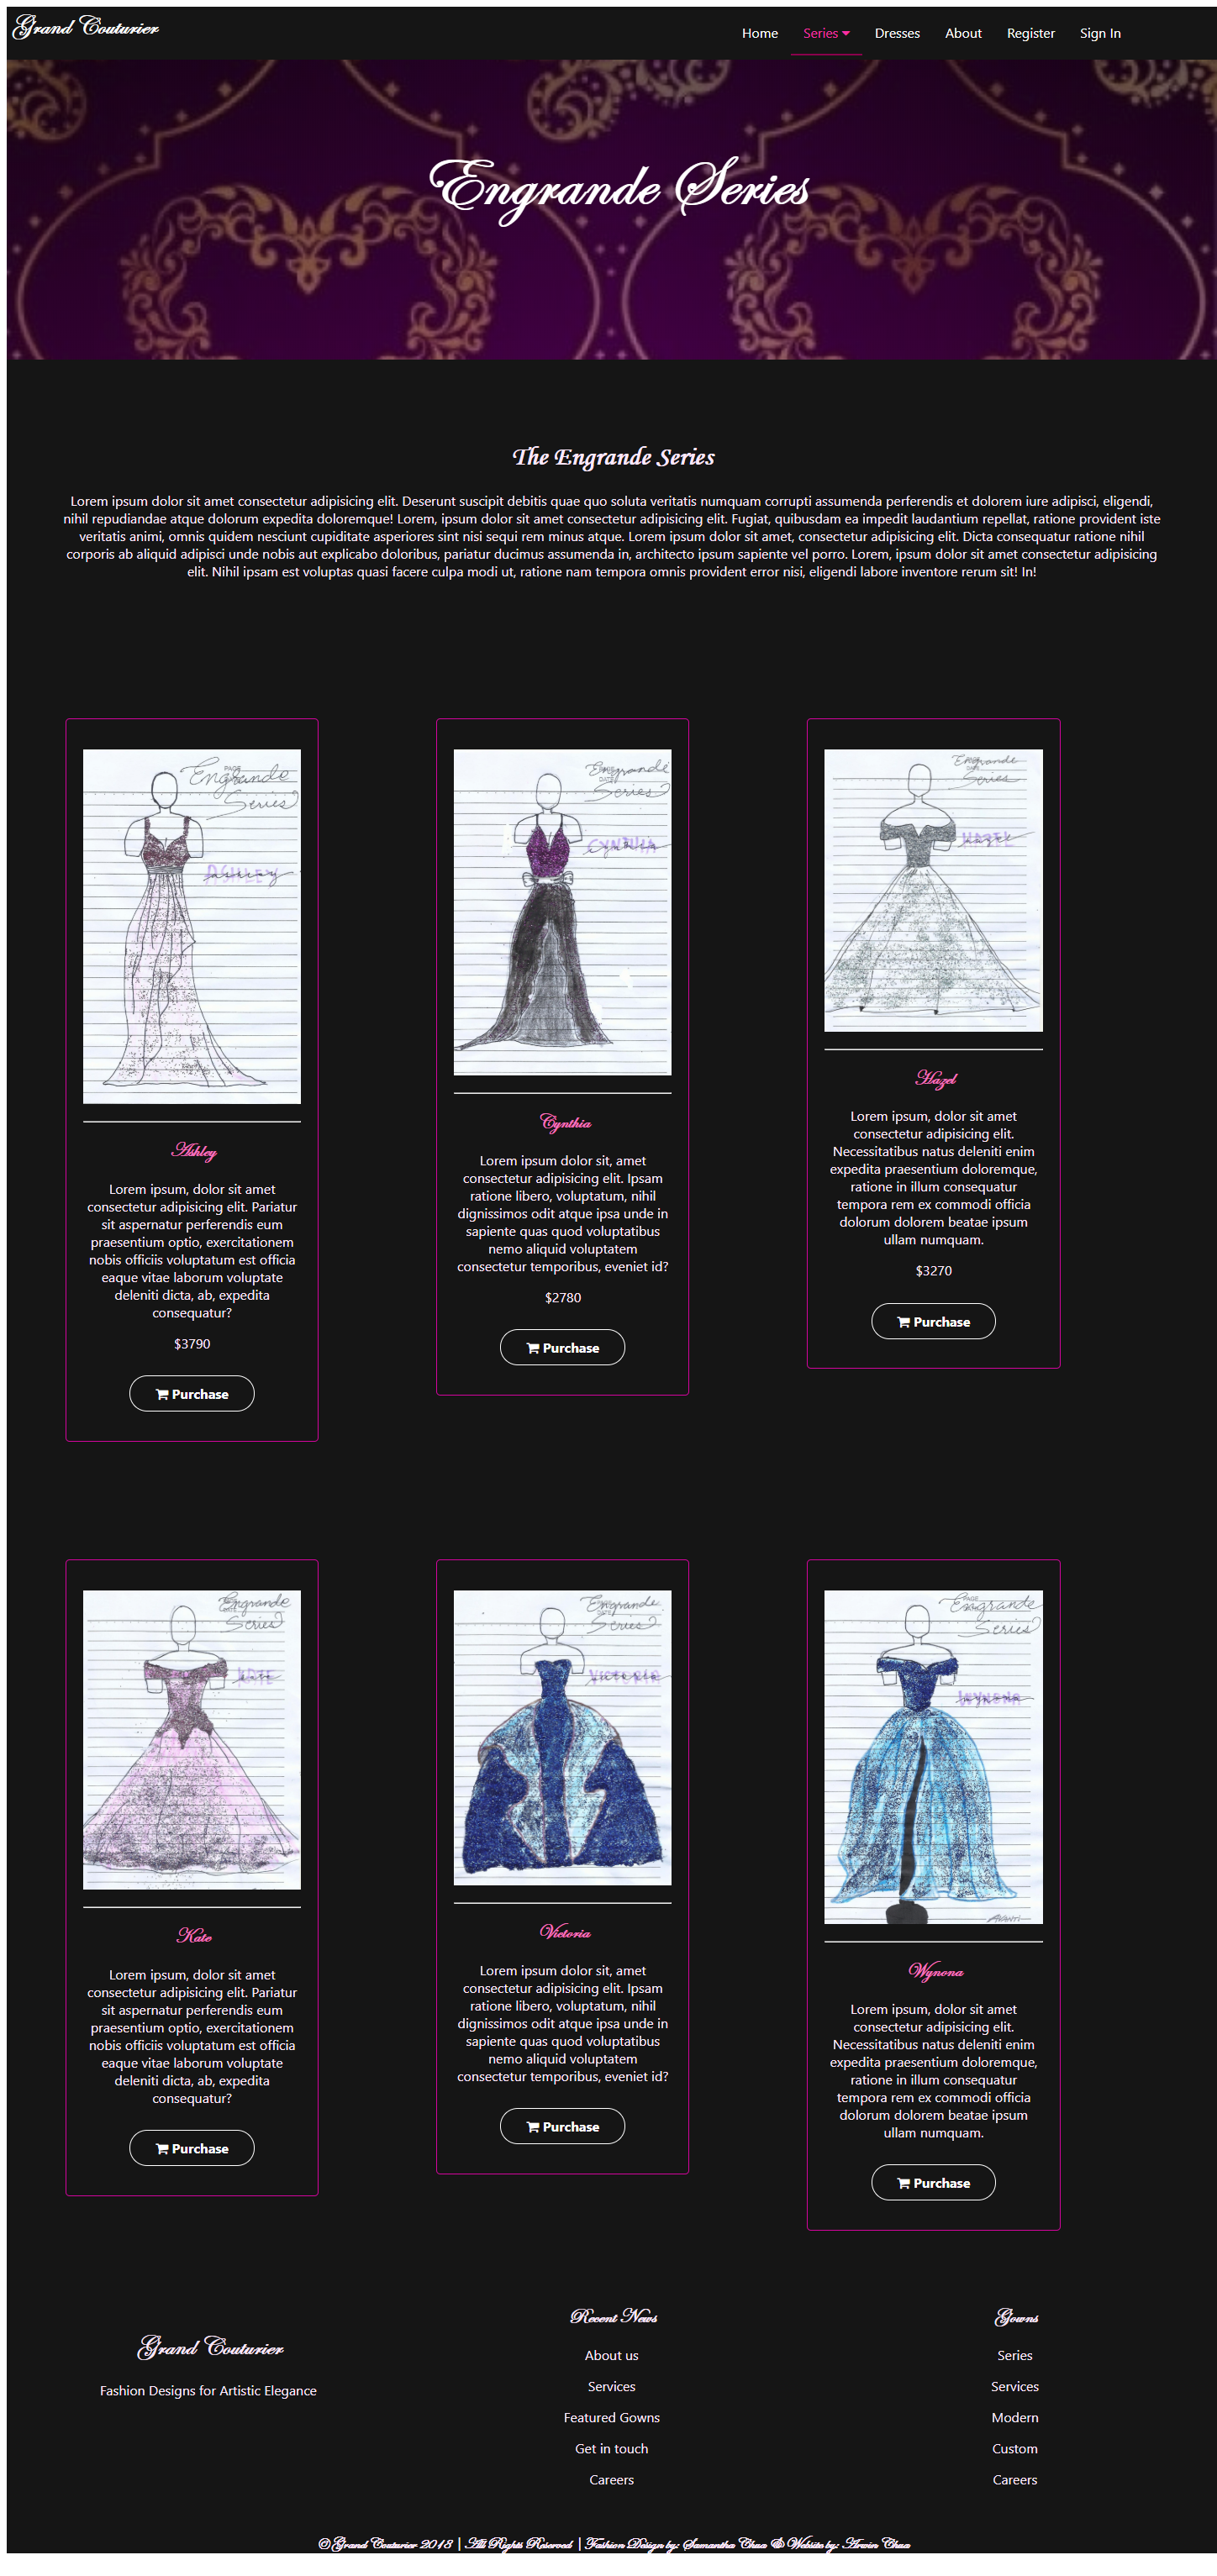 Grand Couturier
Home Series Dresses About Register Sign In
Engrande Series
The Engrande Series
Lorem ipsum dolor sit amet consectetur adipisicing elit. Deserunt suscipit debitis quae quo soluta veritatis numquam corrupti assumenda perferendis et dolorem iure adipisci, eligendi,
nihil repudiandae atque dolorum expedita doloremque! Lorem, ipsum dolor sit amet consectetur adipisicing elit. Fugiat, quibusdam ea impedit laudantium repellat, ratione provident iste
veritatis animi, omnis quidem nesciunt cupiditate asperiores sint nisi sequi rem minus atque. Lorem ipsum dolor sit amet, consectetur adipisicing elit. Dicta consequatur ratione nihil
corporis ab aliquid adipisci unde nobis aut explicabo doloribus, pariatur ducimus assumenda in, architecto ipsum sapiente vel porro. Lorem, ipsum dolor sit amet consectetur adipisicing
elit. Nihil ipsam est voluptas quasi facere culpa modi ut, ratione nam tempora omnis provident error nisi, eligendi labore inventore rerum sit! In!
Engrande
Series
ASHLEY
Ashley
Lorem ipsum, dolor sit amet
consectetur adipisicing elit. Pariatur
sit aspernatur perferendis eum
praesentium optio, exercitationem
nobis officiis voluptatum est officia
eaque vitae laborum voluptate
deleniti dicta, ab, expedita
consequatur?
$3790
Purchase
Engrande
Series
CYNTHIA
Cynthia
Lorem ipsum dolor sit, amet
consectetur adipisicing elit. Ipsam
ratione libero, voluptatum, nihil
dignissimos odit atque ipsa unde in
sapiente quas quod voluptatibus
nemo aliquid voluptatem
consectetur temporibus, eveniet id?
$2780
Purchase
Engrande
Series
HAZEL
Hazel
Lorem ipsum, dolor sit amet
consectetur adipisicing elit.
Necessitatibus natus deleniti enim
expedita praesentium doloremque,
ratione in illum consequatur
tempora rem ex commodi officia
dolorum dolorem beatae ipsum
ullam numquam.
$3270
Purchase
Engrande
Series
KATE
Kate
Lorem ipsum, dolor sit amet
consectetur adipisicing elit. Pariatur
sit aspernatur perferendis eum
praesentium optio, exercitationem
nobis officiis voluptatum est officia
eaque vitae laborum voluptate
deleniti dicta, ab, expedita
consequatur?
Purchase
Engrande
Series
VICTORIA
Victoria
Lorem ipsum dolor sit, amet
consectetur adipisicing elit. Ipsam
ratione libero, voluptatum, nihil
dignissimos odit atque ipsa unde in
sapiente quas quod voluptatibus
nemo aliquid voluptatem
consectetur temporibus, eveniet id?
Purchase
Engrande
Series
WYNONA
Wynona
Lorem ipsum, dolor sit amet
consectetur adipisicing elit.
Necessitatibus natus deleniti enim
expedita praesentium doloremque,
ratione in illum consequatur
tempora rem ex commodi officia
dolorum dolorem beatae ipsum
ullam numquam.
Purchase
Grand Couturier
Fashion Designs for Artistic Elegance
Recent News
About us
Services
Featured Gowns
Get in touch
Careers
Gowns
Series
Services
Modern
Custom
Careers
© Grand Couturier 2018 | All Rights Reserved | Fashion Design by: Samantha Chua & Website by: Arwin Chua